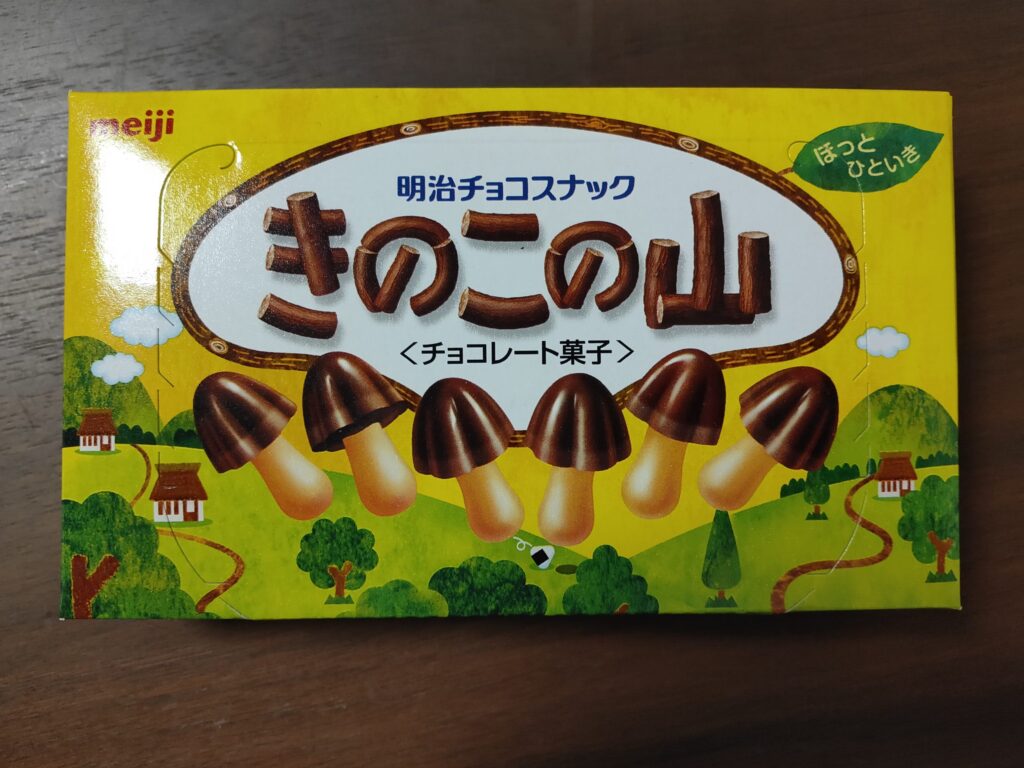 meiji
ほっと
ひといき
明治チョコスナック
きのこの山
<チョコレート菓子>